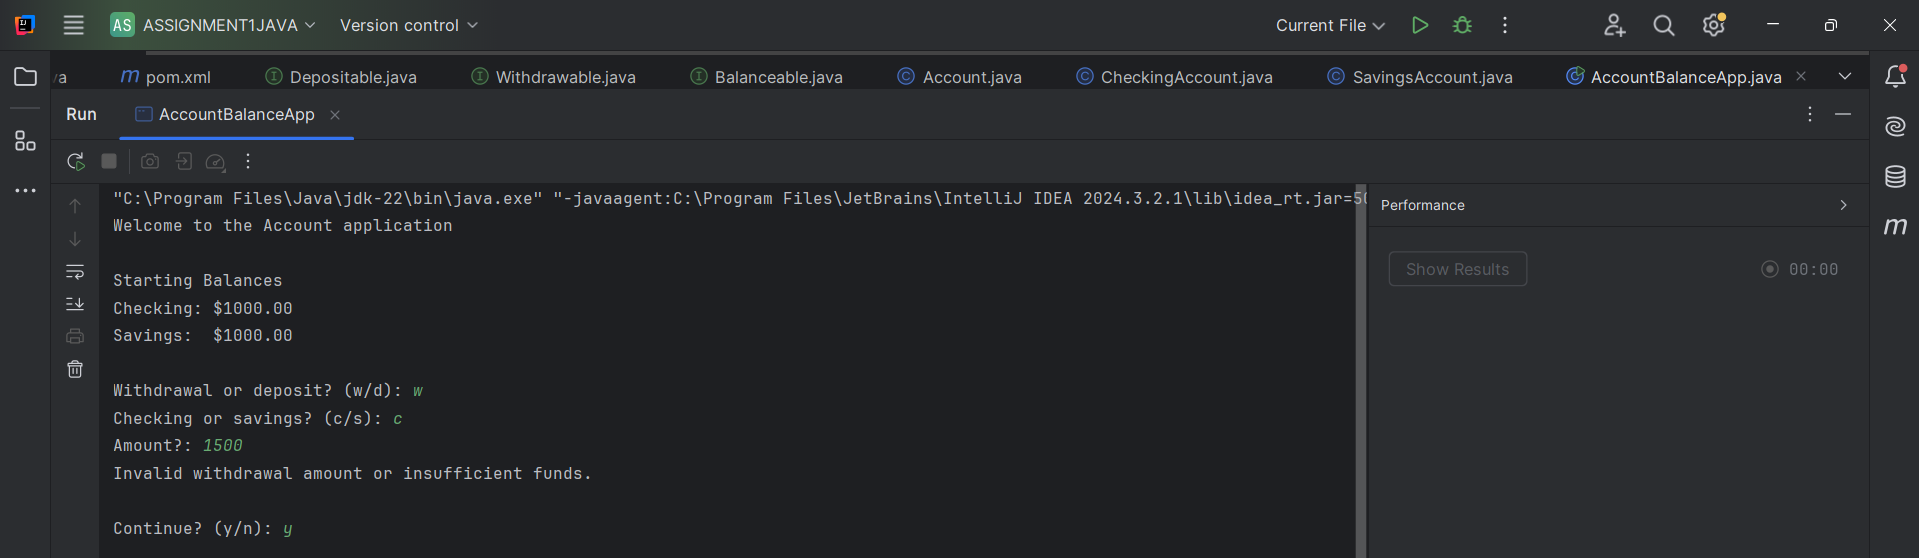 AS ASSIGNMENT1JAVA Version control Current File
va m pom.xml Depositable.java Withdrawable.java Balanceable.java Account.java CheckingAccount.java SavingsAccount.java AccountBalanceApp.java
Run AccountBalanceApp
"C:\Program Files\Java\jdk-22\bin\java.exe" "-javaagent:C:\Program Files\JetBrains\IntelliJ IDEA 2024.3.2.1\lib\idea_rt.jar=50
Welcome to the Account application
Starting Balances
Checking: $1000.00
Savings:  $1000.00
Withdrawal or deposit? (w/d): w
Checking or savings? (c/s): c
Amount?: 1500
Invalid withdrawal amount or insufficient funds.
Continue? (y/n): y
Performance
Show Results 00:00
m